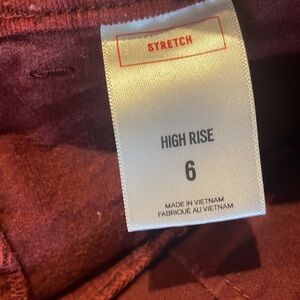 STRETCH
HIGH RISE
6
MADE IN VIETNAM
FABRIQUÉ AU VIETNAM